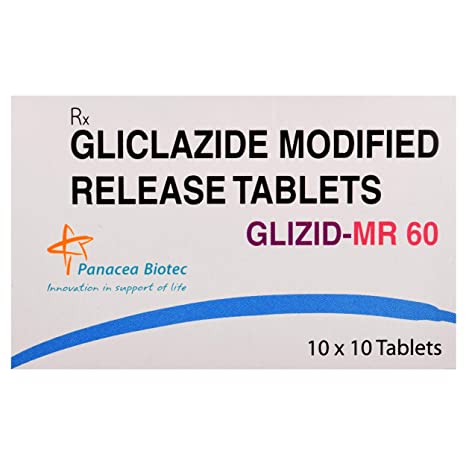 Rx
GLICLAZIDE MODIFIED
RELEASE TABLETS
GLIZID-MR 60
Panacea Biotec
Innovation in support of life
10 x 10 Tablets